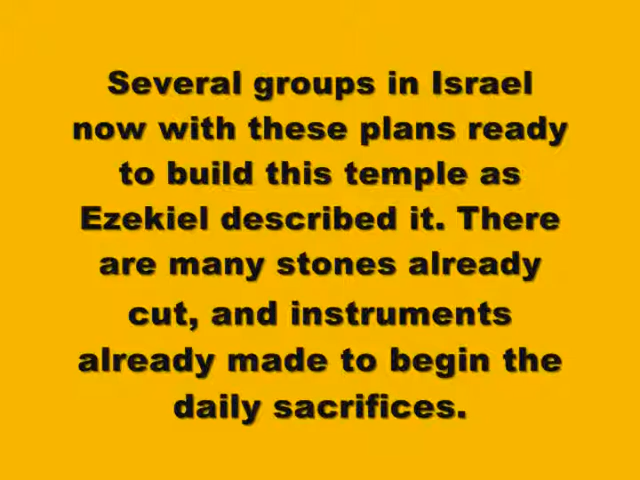 Several groups in Israel
now with these plans ready
to build this temple as
Ezekiel described it. There
are many stones already
cut, and instruments
already made to begin the
daily sacrifices.